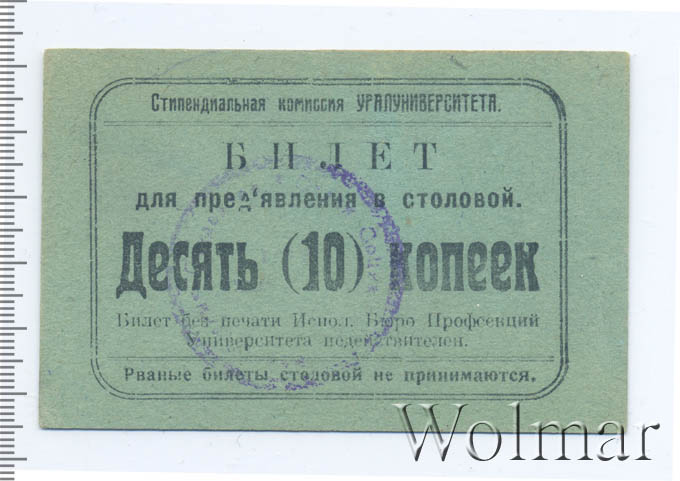 Стипендиальная комиссия УРАЛУНИВЕРСИТЕТА.
БИЛЕТ
для пред'явления в столовой.
Десять (10) копеек
Билет без печати Испол. Бюро Профсекций
Университета недействителен.
Рваные билеты столовой не принимаются.
Wolmar